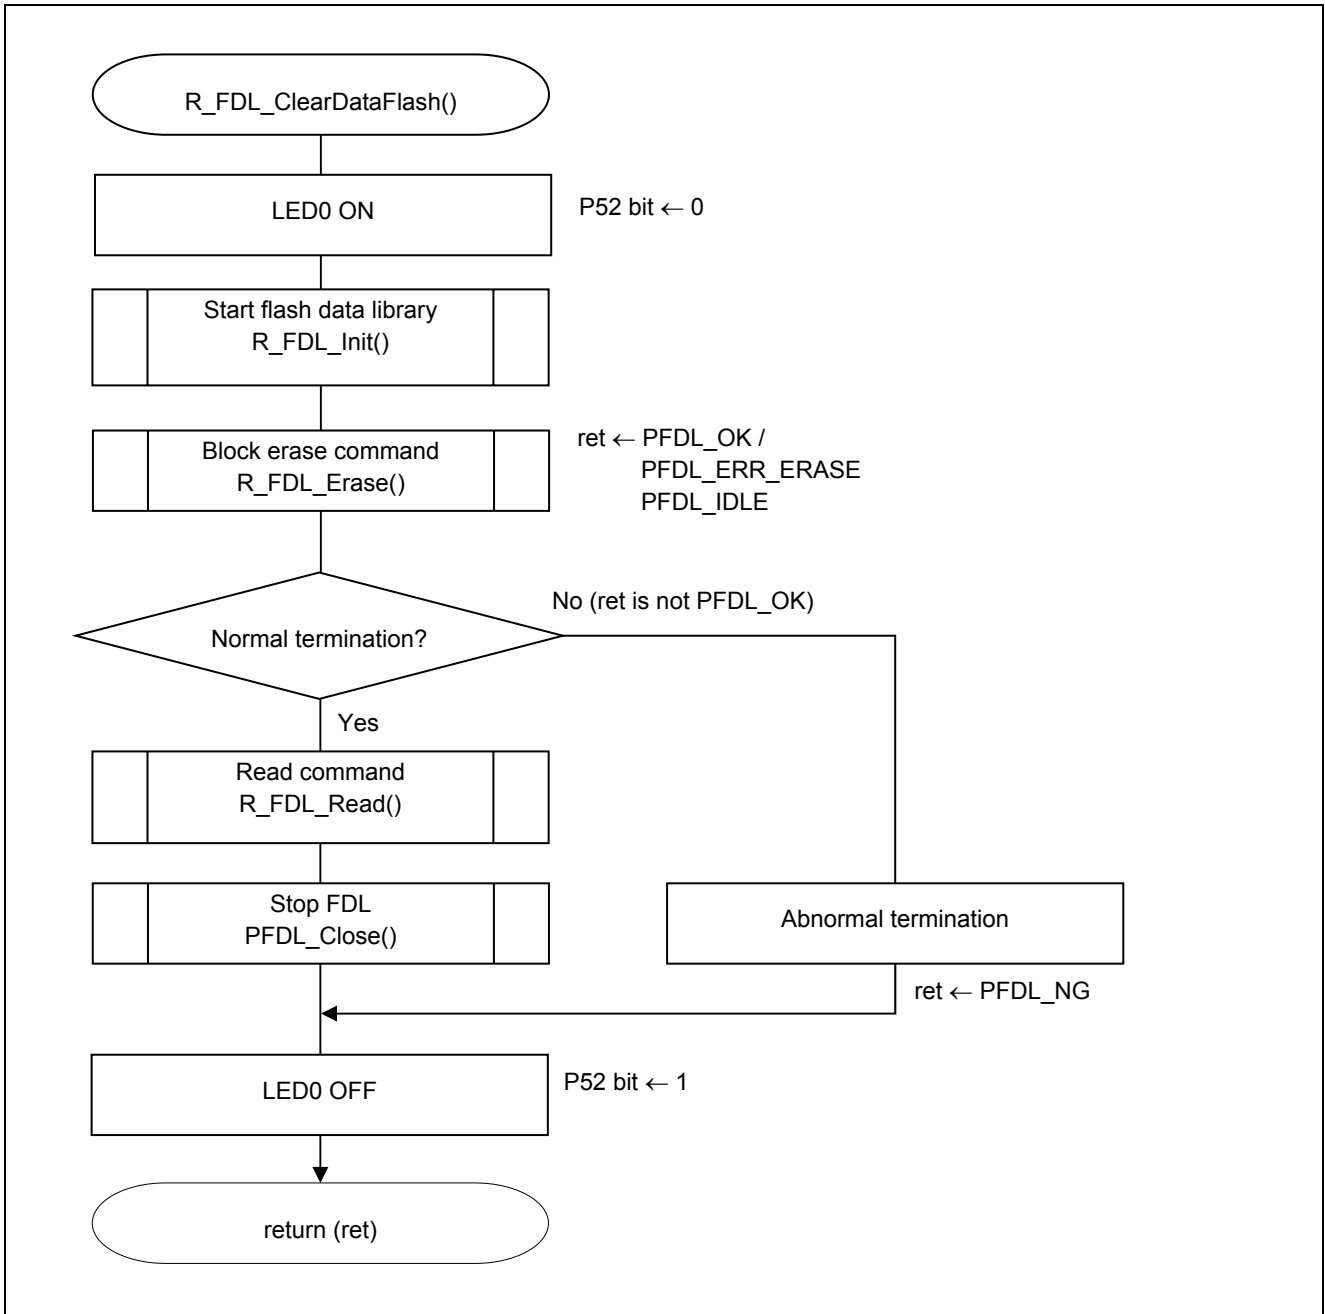 R_FDL_ClearDataFlash()
LED0 ON
P52 bit ← 0
Start flash data library
R_FDL_Init()
Block erase command
R_FDL_Erase()
ret ← PFDL_OK /
PFDL_ERR_ERASE
PFDL_IDLE
Normal termination?
No (ret is not PFDL_OK)
Yes
Read command
R_FDL_Read()
Stop FDL
PFDL_Close()
Abnormal termination
ret ← PFDL_NG
LED0 OFF
P52 bit ← 1
return (ret)